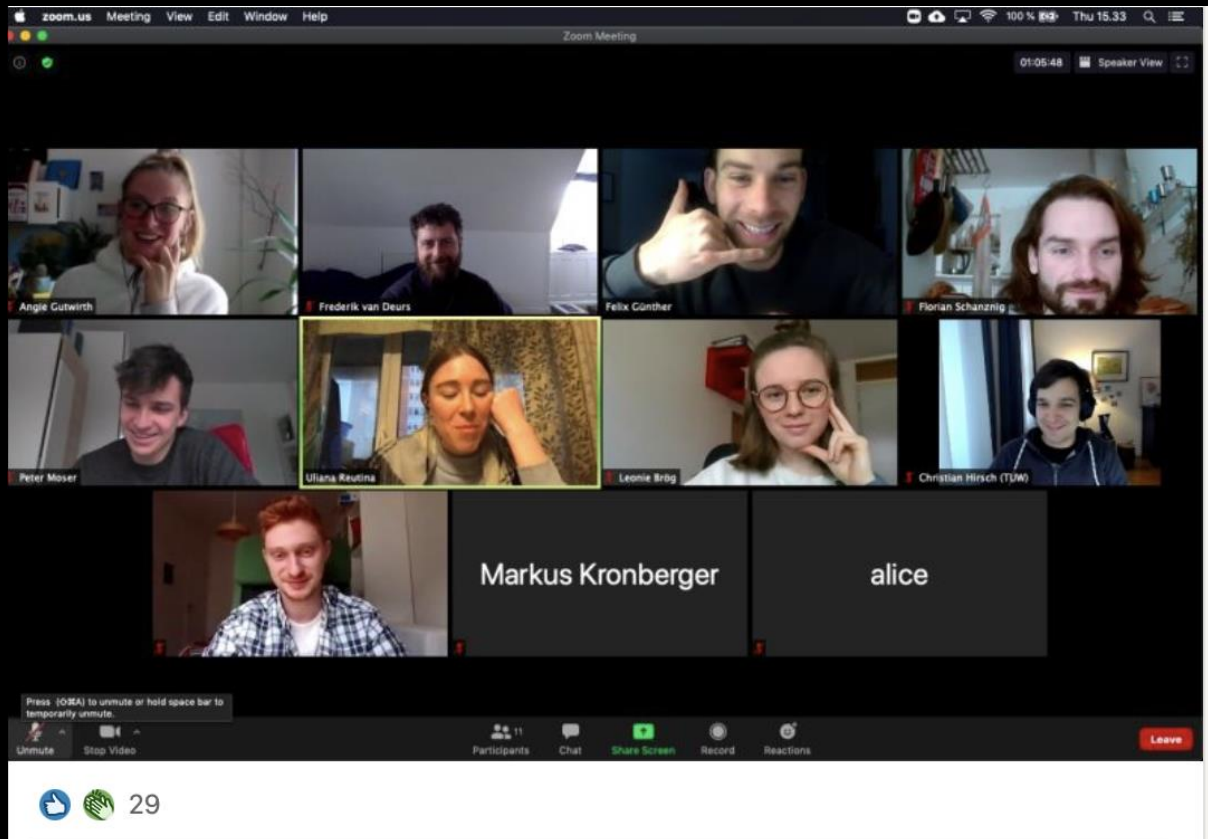 zoom.us Meeting View Edit Window Help 100 % Thu 15.33
Zoom Meeting
01:05:48 Speaker View
Angie Gutwirth
Frederik van Deurs
Felix Günther
Florian Schanznig
Peter Moser
Uliana Reutina
Leonie Brög
Christian Hirsch (TUW)
Markus Kronberger
alice
Press (⇧⌘A) to unmute or hold space bar to
temporarily unmute.
Unmute
Stop Video
Participants 11
Chat
Share Screen
Record
Reactions
Leave
29